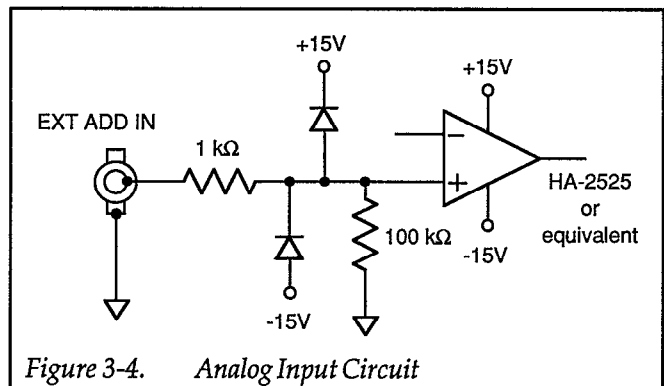 +15V
+15V
EXT ADD IN
1 kΩ
−
+
HA-2525
or
equivalent
100 kΩ
-15V
-15V
Figure 3-4. Analog Input Circuit